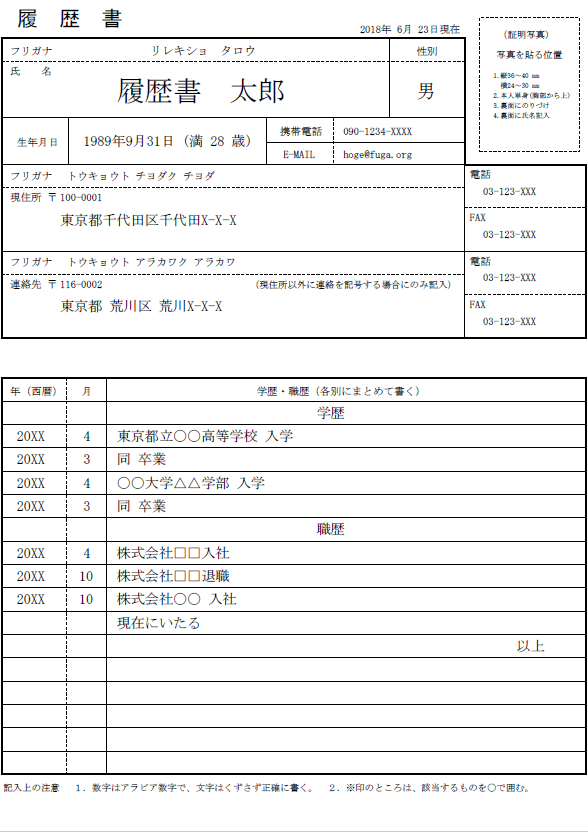 履 歴 書
2018年 6月 23日現在
(証明写真)
写真を貼る位置
1.縦36～40 ㎜
横24～30 ㎜
2.本人単身(胸部から上)
3.裏面にのりづけ
4.裏面に氏名記入
フリガナ リレキショ タロウ 性別
氏 名
履歴書 太郎 男
生年月日 1989年9月31日 (満 28 歳)
携帯電話 090-1234-XXXX
E-MAIL hoge@fuga.org
フリガナ トウキョウト チヨダク チヨダ
現住所 〒100-0001
東京都千代田区千代田X-X-X
電話
03-123-XXX
FAX
03-123-XXX
フリガナ トウキョウト アラカワク アラカワ
連絡先 〒116-0002 (現住所以外に連絡を記号する場合にのみ記入)
東京都 荒川区 荒川X-X-X
電話
03-123-XXX
FAX
03-123-XXX
年（西暦） 月 学歴・職歴（各別にまとめて書く）
学歴
20XX 4 東京都立〇〇高等学校 入学
20XX 3 同 卒業
20XX 4 〇〇大学△△学部 入学
20XX 3 同 卒業
職歴
20XX 4 株式会社□□入社
20XX 10 株式会社□□退職
20XX 10 株式会社〇〇 入社
現在にいたる
以上
記入上の注意 １．数字はアラビア数字で、文字はくずさず正確に書く。 ２．※印のところは、該当するものを〇で囲む。